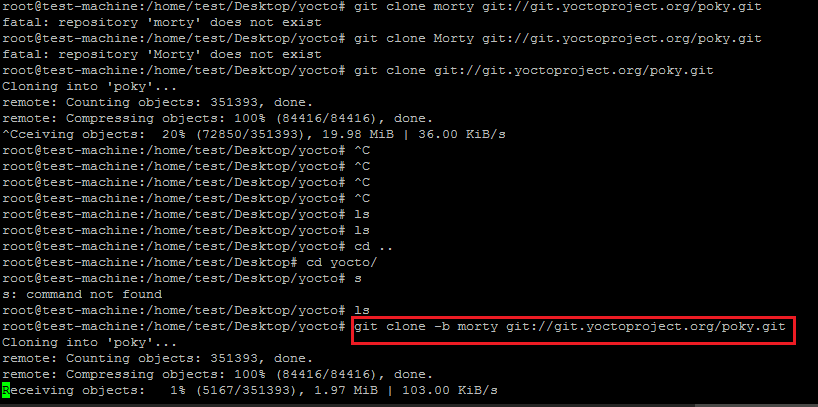 root@test-machine:/home/test/Desktop/yocto# git clone morty git://git.yoctoproject.org/poky.git
fatal: repository 'morty' does not exist
root@test-machine:/home/test/Desktop/yocto# git clone Morty git://git.yoctoproject.org/poky.git
fatal: repository 'Morty' does not exist
root@test-machine:/home/test/Desktop/yocto# git clone git://git.yoctoproject.org/poky.git
Cloning into 'poky'...
remote: Counting objects: 351393, done.
remote: Compressing objects: 100% (84416/84416), done.
^Cceiving objects:  20% (72850/351393), 19.98 MiB | 36.00 KiB/s
root@test-machine:/home/test/Desktop/yocto# ^C
root@test-machine:/home/test/Desktop/yocto# ^C
root@test-machine:/home/test/Desktop/yocto# ^C
root@test-machine:/home/test/Desktop/yocto# ^C
root@test-machine:/home/test/Desktop/yocto# ls
root@test-machine:/home/test/Desktop/yocto# ls
root@test-machine:/home/test/Desktop/yocto# cd ..
root@test-machine:/home/test/Desktop# cd yocto/
root@test-machine:/home/test/Desktop/yocto# s
s: command not found
root@test-machine:/home/test/Desktop/yocto# ls
root@test-machine:/home/test/Desktop/yocto# git clone -b morty git://git.yoctoproject.org/poky.git
Cloning into 'poky'...
remote: Counting objects: 351393, done.
remote: Compressing objects: 100% (84416/84416), done.
Receiving objects:   1% (5167/351393), 1.97 MiB | 103.00 KiB/s